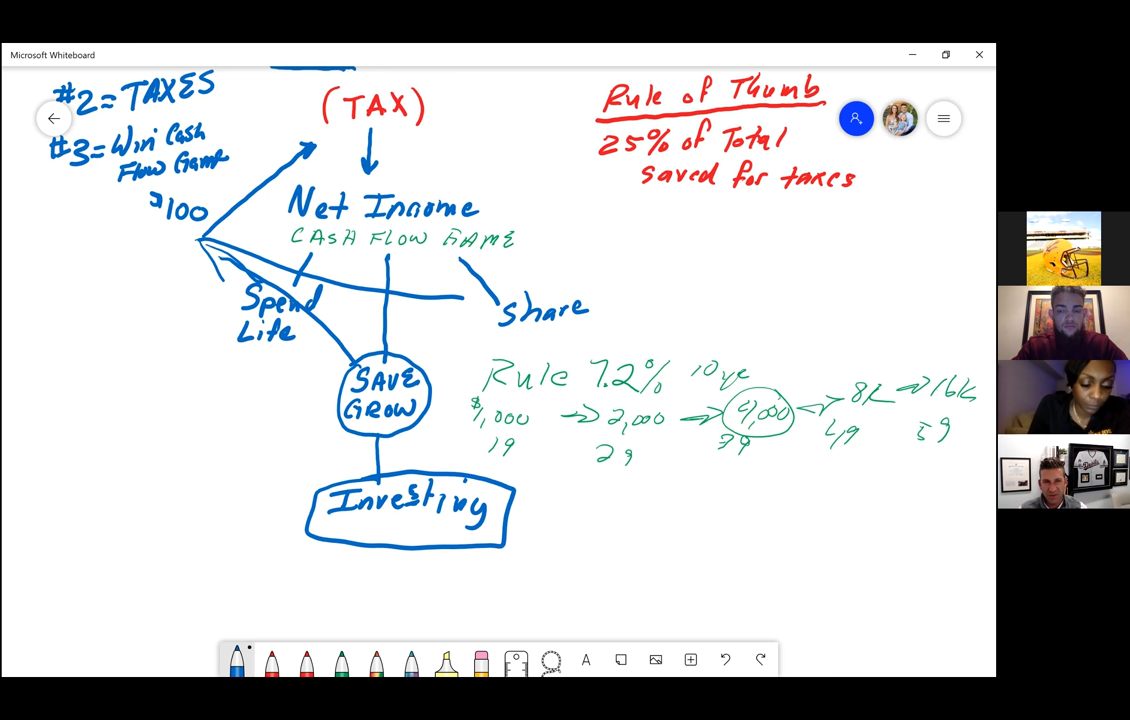 Microsoft Whiteboard
#2 = TAXES
#3 = Win Cash
Flow Game
$100
(TAX)
Net Income
CASH FLOW GAME
Spend
Life
Share
SAVE
GROW
Investing
Rule of Thumb
25% of Total
saved for taxes
Rule 7.2% 10 ye
$1,000 → 2,000 → 4,000 → 8K → 16K
19 29 39 49 59
A